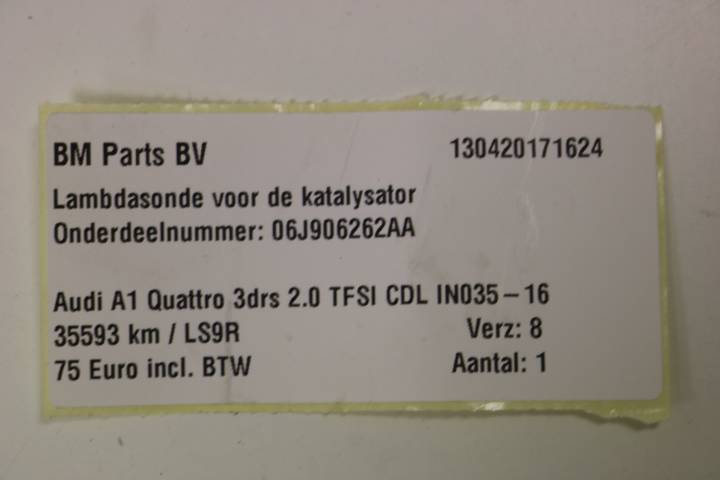 BM Parts BV 130420171624
Lambdasonde voor de katalysator
Onderdeelnummer: 06J906262AA
Audi A1 Quattro 3drs 2.0 TFSI CDL IN035 – 16
35593 km / LS9R Verz: 8
75 Euro incl. BTW Aantal: 1